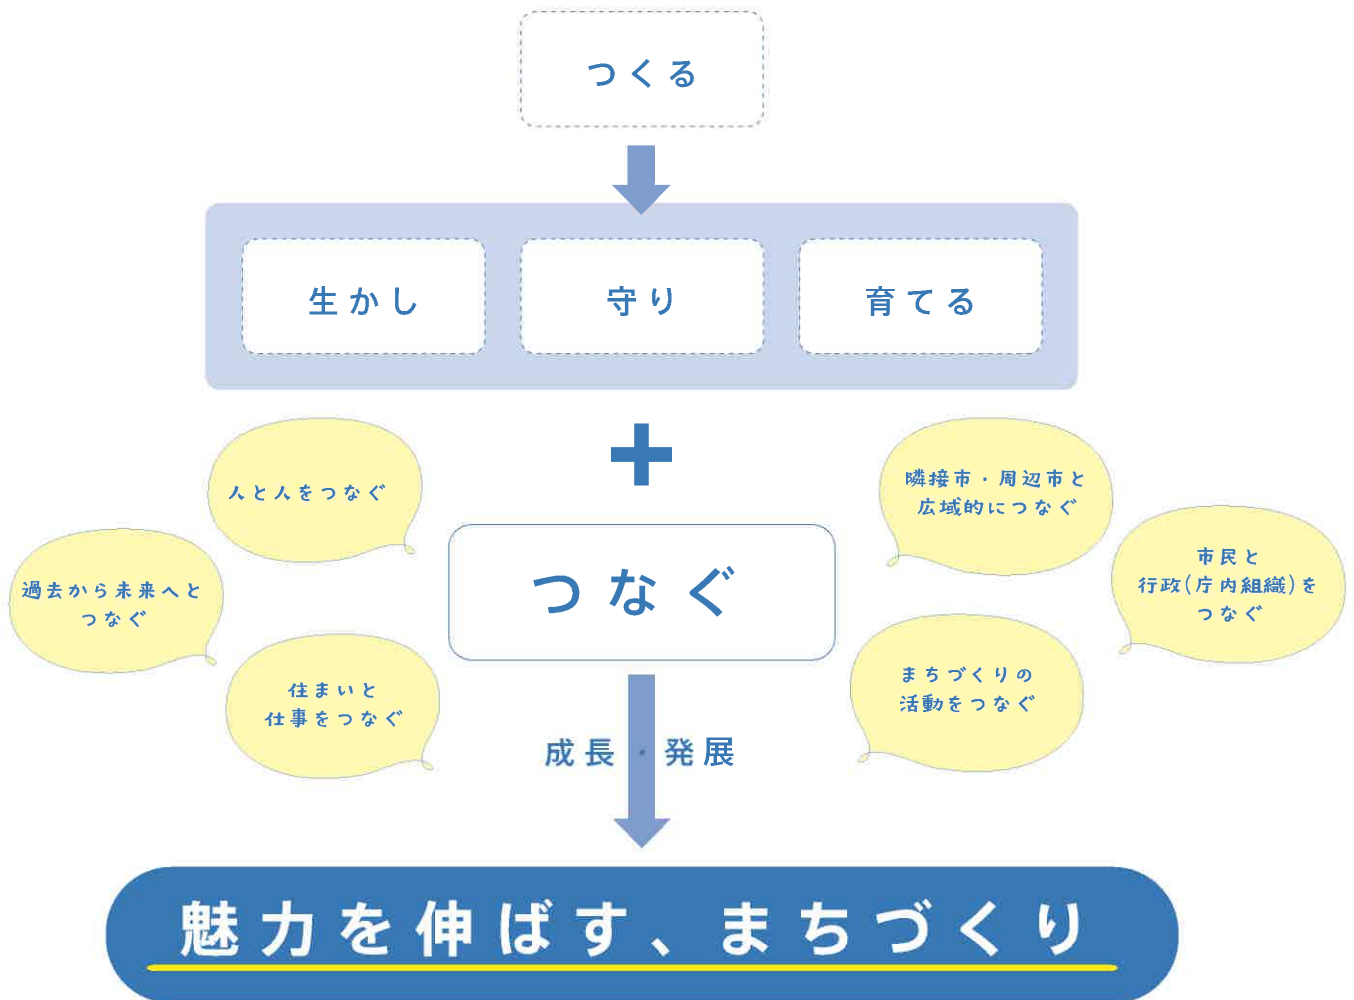 つくる
生かし
守り
育てる
人と人をつなぐ
過去から未来へと
つなぐ
住まいと
仕事をつなぐ
つなぐ
隣接市・周辺市と
広域的につなぐ
市民と
行政(庁内組織)を
つなぐ
まちづくりの
活動をつなぐ
成長・発展
魅力を伸ばす、まちづくり